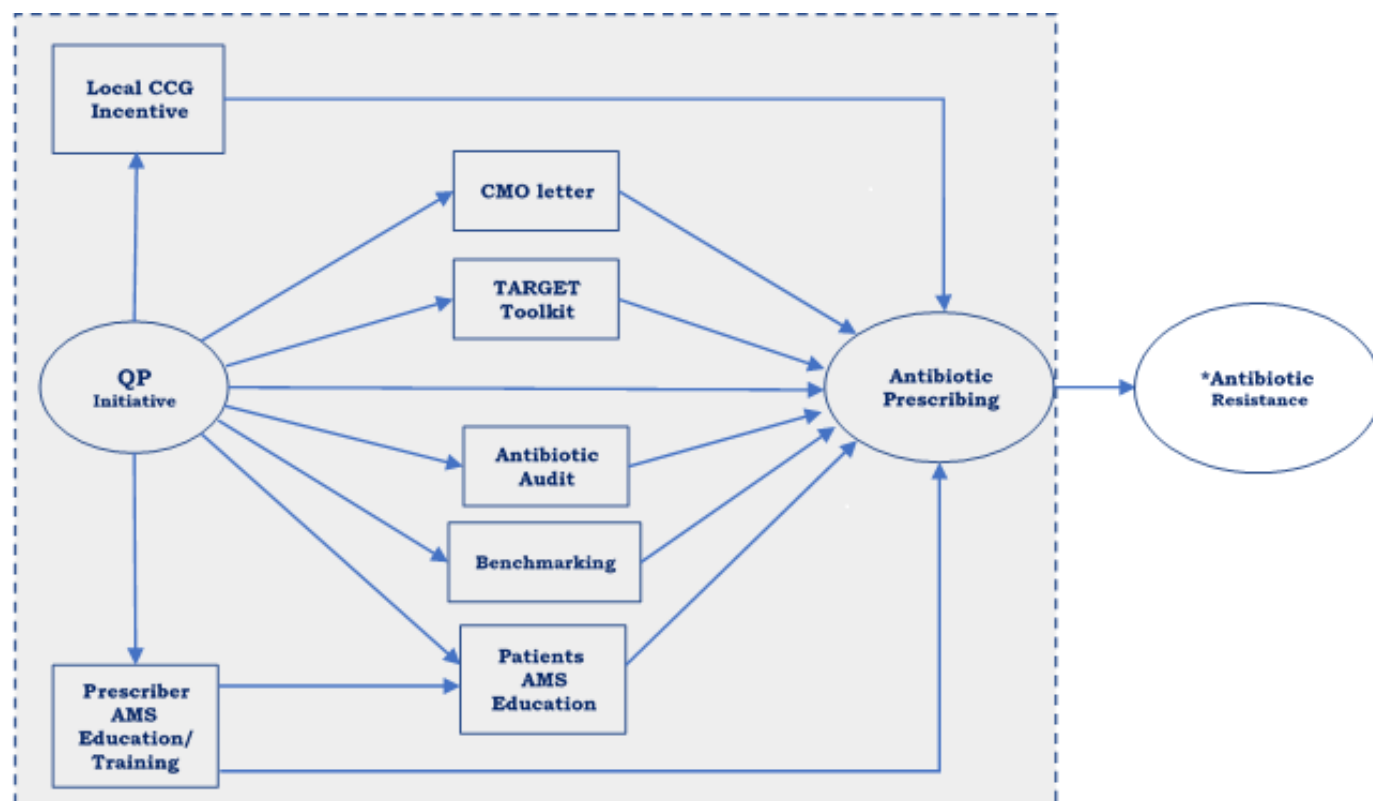 Local CCG
Incentive
CMO letter
TARGET
Toolkit
QP
Initiative
Antibiotic
Prescribing
*Antibiotic
Resistance
Antibiotic
Audit
Benchmarking
Patients
AMS
Education
Prescriber
AMS
Education/
Training